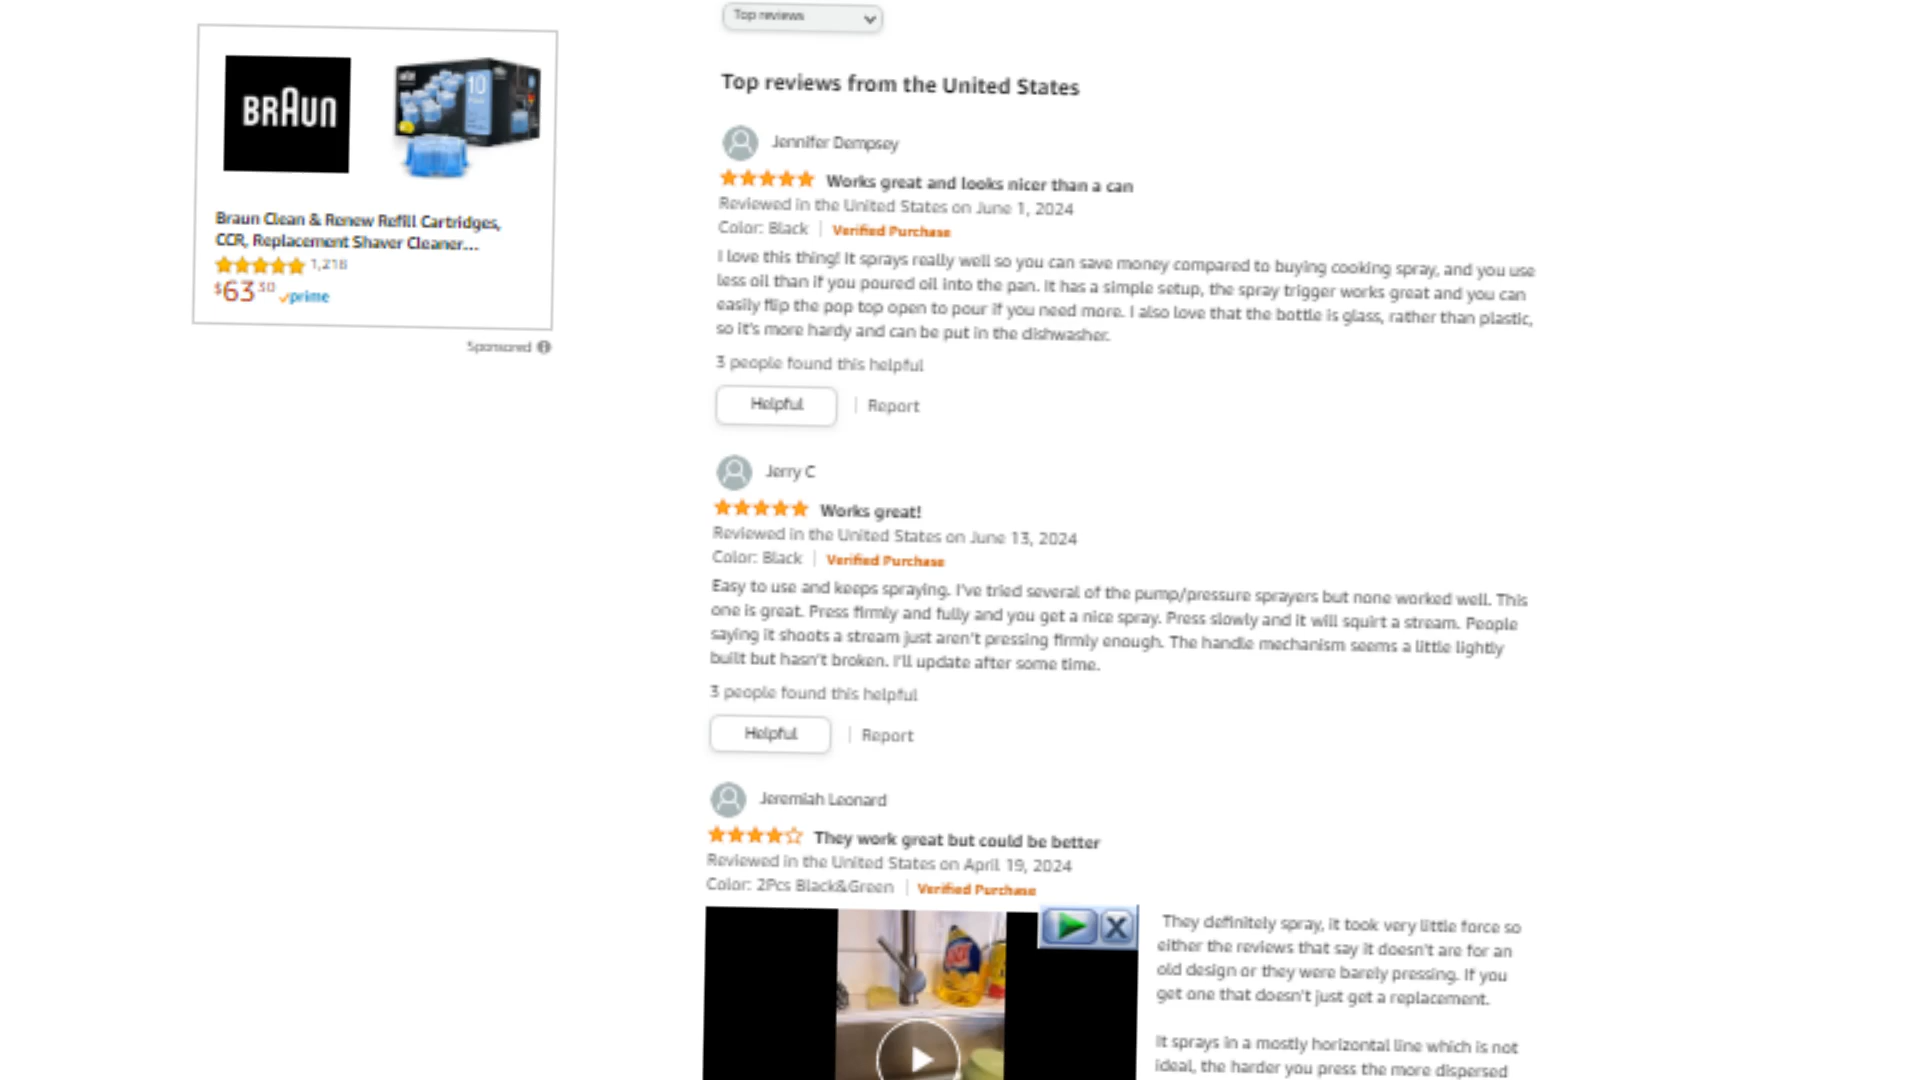 Top reviews
BRAUN
10
Braun Clean & Renew Refill Cartridges,
CCR, Replacement Shaver Cleaner...
1,218
$63.50 prime
Sponsored
Top reviews from the United States
Jennifer Dempsey
Works great and looks nicer than a can
Reviewed in the United States on June 1, 2024
Color: Black | Verified Purchase
I love this thing! It sprays really well so you can save money compared to buying cooking spray, and you use
less oil than if you poured oil into the pan. It has a simple setup, the spray trigger works great and you can
easily flip the pop top open to pour if you need more. I also love that the bottle is glass, rather than plastic,
so it's more hardy and can be put in the dishwasher.
3 people found this helpful
Helpful | Report
Jerry C
Works great!
Reviewed in the United States on June 13, 2024
Color: Black | Verified Purchase
Easy to use and keeps spraying. I've tried several of the pump/pressure sprayers but none worked well. This
one is great. Press firmly and fully and you get a nice spray. Press slowly and it will squirt a stream. People
saying it shoots a stream just aren't pressing firmly enough. The handle mechanism seems a little lightly
built but hasn't broken. I'll update after some time.
3 people found this helpful
Helpful | Report
Jeremiah Leonard
They work great but could be better
Reviewed in the United States on April 19, 2024
Color: 2Pcs Black&Green | Verified Purchase
They definitely spray, it took very little force so
either the reviews that say it doesn't are for an
old design or they were barely pressing. If you
get one that doesn't just get a replacement.
It sprays in a mostly horizontal line which is not
ideal, the harder you press the more dispersed